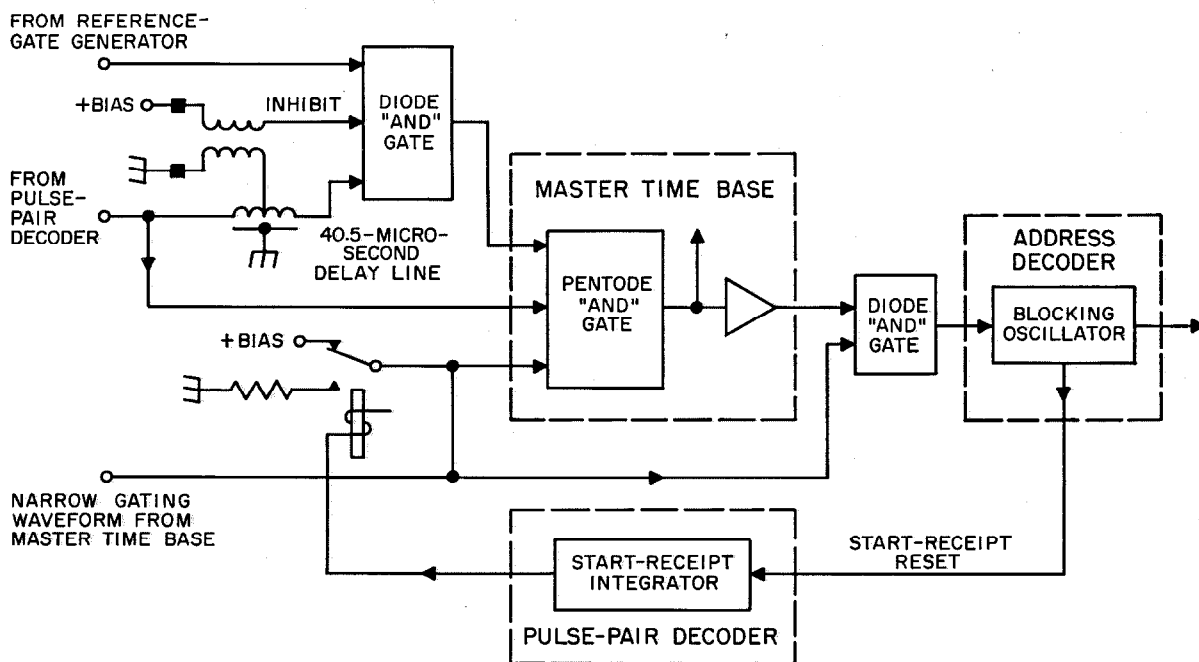 FROM REFERENCE-
GATE GENERATOR
+BIAS
INHIBIT
DIODE
"AND"
GATE
FROM
PULSE-
PAIR
DECODER
40.5-MICRO-
SECOND
DELAY LINE
MASTER TIME BASE
PENTODE
"AND"
GATE
+BIAS
DIODE
"AND"
GATE
ADDRESS
DECODER
BLOCKING
OSCILLATOR
NARROW GATING
WAVEFORM FROM
MASTER TIME BASE
START-RECEIPT
INTEGRATOR
PULSE-PAIR DECODER
START-RECEIPT
RESET